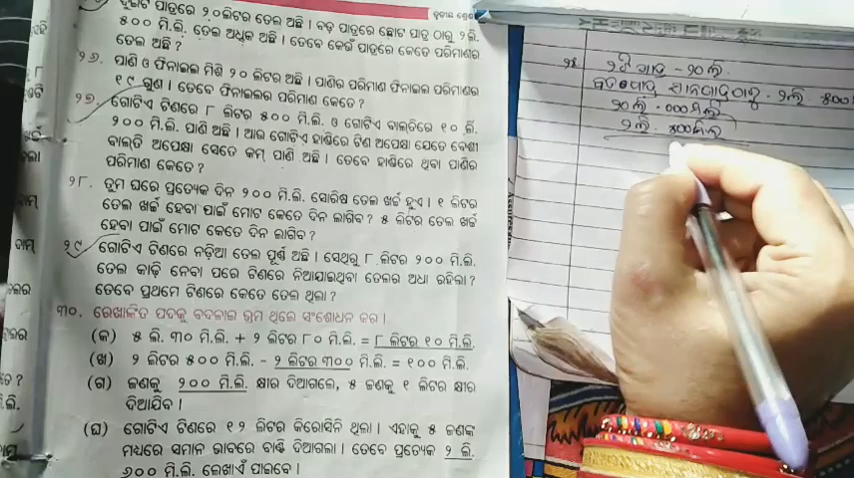 ଦୁଇଟି ପାତ୍ରରେ ୨୦ଲିଟର ତେଲ ଅଛି । ବଡ଼ ପାତ୍ରରେ ଛୋଟ ପାତ୍ର ଠାରୁ ୨ ଲି.
୫୦୦ ମି.ଲି. ତେଲ ଅଧିକ ଅଛି । ତେବେ କେଉଁ ପାତ୍ରରେ କେତେ ପରିମାଣର
ତେଲ ଅଛି ?
୨୬. ପାଣି ଓ ଫିନାଇଲ ମିଶି ୨୦ ଲିଟର ଅଛି । ପାଣିର ପରିମାଣ ଫିନାଇଲ ପରିମାଣର
୧୯ ଗୁଣ । ତେବେ ଫିନାଇଲର ପରିମାଣ କେତେ ?
୨୭. ଗୋଟିଏ ଟିଣରେ ୮ ଲିଟର ୫୦୦ ମି.ଲି. ଓ ଗୋଟିଏ ବାଲ୍‌ତିରେ ୧୦ ଲି.
୨୦୦ ମି.ଲି. ପାଣି ଅଛି । ଆଉ ଗୋଟିଏ ହାଣ୍ଡିରେ ଟିଣ ଅପେକ୍ଷା ଯେତେ ବେଶୀ
ବାଲ୍‌ତି ଅପେକ୍ଷା ସେତେ କମ୍ ପାଣି ଅଛି । ତେବେ ହାଣ୍ଡିରେ ଥିବା ପାଣିର
ପରିମାଣ କେତେ ?
୨୮. ତୁମ ଘରେ ପ୍ରତ୍ୟେକ ଦିନ ୨୦୦ ମି.ଲି. ସୋରିଷ ତେଲ ଖର୍ଚ୍ଚ ହୁଏ । ୧ ଲିଟର
ତେଲ ଖର୍ଚ୍ଚ ହେବା ପାଇଁ ମୋଟ କେତେ ଦିନ ଲାଗିବ ? ୫ ଲିଟର ତେଲ ଖର୍ଚ୍ଚ
ହେବା ପାଇଁ ମୋଟ କେତେ ଦିନ ଲାଗିବ ?
୨୯. ଗୋଟିଏ ଟିଣରେ ନଡ଼ିଆ ତେଲ ପୂର୍ଣ୍ଣ ଅଛି । ସେଥିରୁ ୮ ଲିଟର ୨୦୦ ମି.ଲି.
ତେଲ କାଢ଼ି ନେବା ପରେ ଟିଣରେ ନିଆଯାଇଥିବା ତେଲର ଅଧା ରହିଲା ?
ତେବେ ପ୍ରଥମେ ଟିଣରେ କେତେ ତେଲ ଥିଲା ?
୩୦. ରେଖାଙ୍କିତ ପଦକୁ ବଦଳାଇ ଭ୍ରମ ଥିଲେ ସଂଶୋଧନ କର ।
(କ) ୫ ଲି. ୩୦ ମି.ଲି. + ୨ ଲିଟର ୮୦ ମି.ଲି. = ୮ ଲିଟର ୧୦ ମି.ଲି.
(ଖ) ୨ ଲିଟର ୫୦୦ ମି.ଲି. - ୨ ଲିଟର ୩୦୦ ମି.ଲି. = ୧୦୦ ମି.ଲି.
(ଗ) ଜଣକୁ ୨୦୦ ମି.ଲି. କ୍ଷୀର ଦିଆଗଲେ, ୫ ଜଣକୁ ୧ ଲିଟର କ୍ଷୀର
ଦିଆଯିବ ।
(ଘ) ଗୋଟିଏ ଟିଣରେ ୧୨ ଲିଟର କିରୋସିନି ଥିଲା । ଏହାକୁ ୫ ଜଣଙ୍କ
ମଧ୍ୟରେ ସମାନ ଭାବରେ ବାଣ୍ଟି ଦିଆଗଲା । ତେବେ ପ୍ରତ୍ୟେକ ୨ ଲି.
୬୦୦ ମି.ଲି. ଲେଖାଏଁ ପାଇବେ ।
୨ଟି ପାତ୍ର - ୨୦ ଲି
୨୦ଲି . ୦୦୦ ମିଲି
୨ଲି. ୫୦୦ମିଲି